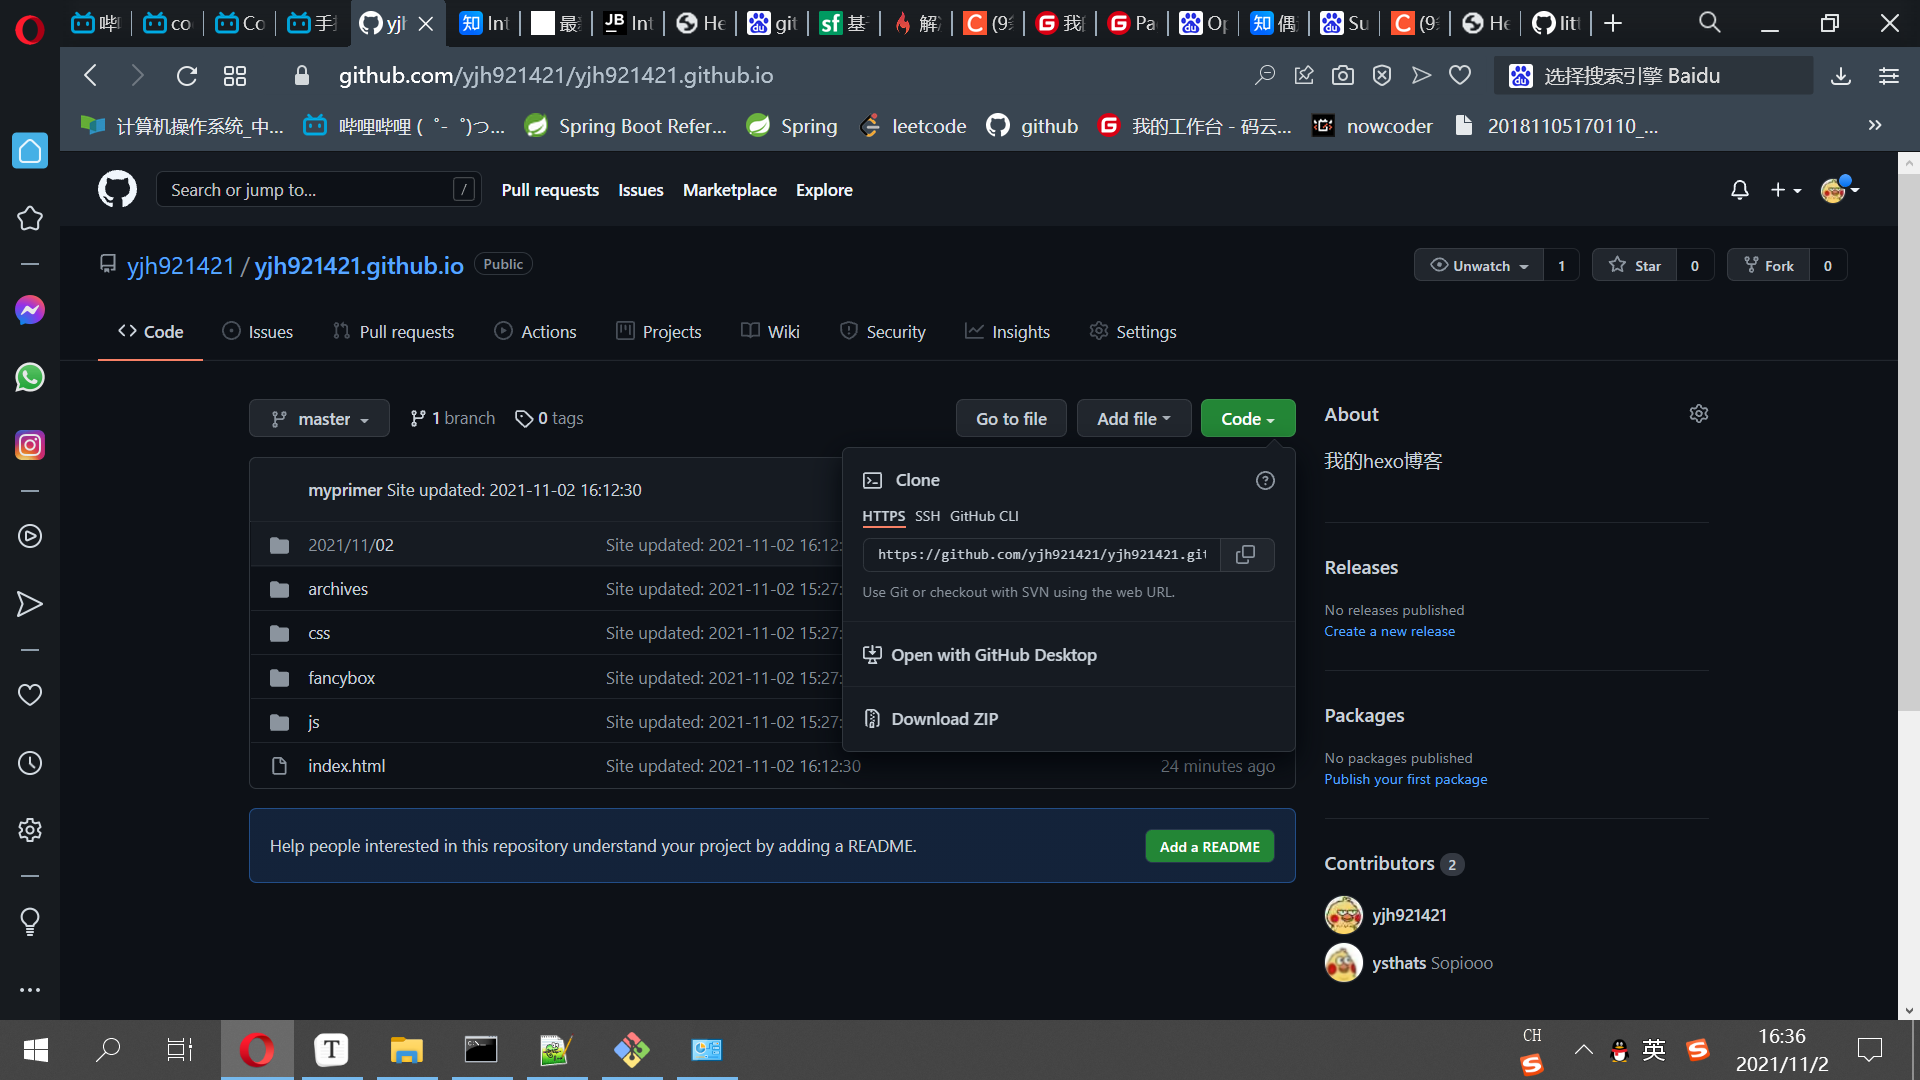 哔
co
Co
手
yjh
知 Int
最
JB Int
He
git
sf 基
解
C (9
我
Pa
Op
知 偶
Su
C (9
He
litt
github.com/yjh921421/yjh921421.github.io
选择搜索引擎 Baidu
计算机操作系统_中...
哔哩哔哩 (゜-゜)つ...
Spring Boot Refer...
Spring
leetcode
github
我的工作台 - 码云...
nowcoder
20181105170110_...
Search or jump to...
/
Pull requests
Issues
Marketplace
Explore
yjh921421 / yjh921421.github.io Public
Unwatch 1
Star 0
Fork 0
Code
Issues
Pull requests
Actions
Projects
Wiki
Security
Insights
Settings
master
1 branch
0 tags
Go to file
Add file
Code
myprimer Site updated: 2021-11-02 16:12:30
2021/11/02 Site updated: 2021-11-02 16:12:
archives Site updated: 2021-11-02 15:27:
css Site updated: 2021-11-02 15:27:
fancybox Site updated: 2021-11-02 15:27:
js Site updated: 2021-11-02 15:27:
index.html Site updated: 2021-11-02 16:12:30 24 minutes ago
Clone
HTTPS SSH GitHub CLI
https://github.com/yjh921421/yjh921421.git
Use Git or checkout with SVN using the web URL.
Open with GitHub Desktop
Download ZIP
Help people interested in this repository understand your project by adding a README.
Add a README
About
我的hexo博客
Releases
No releases published
Create a new release
Packages
No packages published
Publish your first package
Contributors 2
yjh921421
ysthats Sopiooo
T
CH
英
16:36
2021/11/2